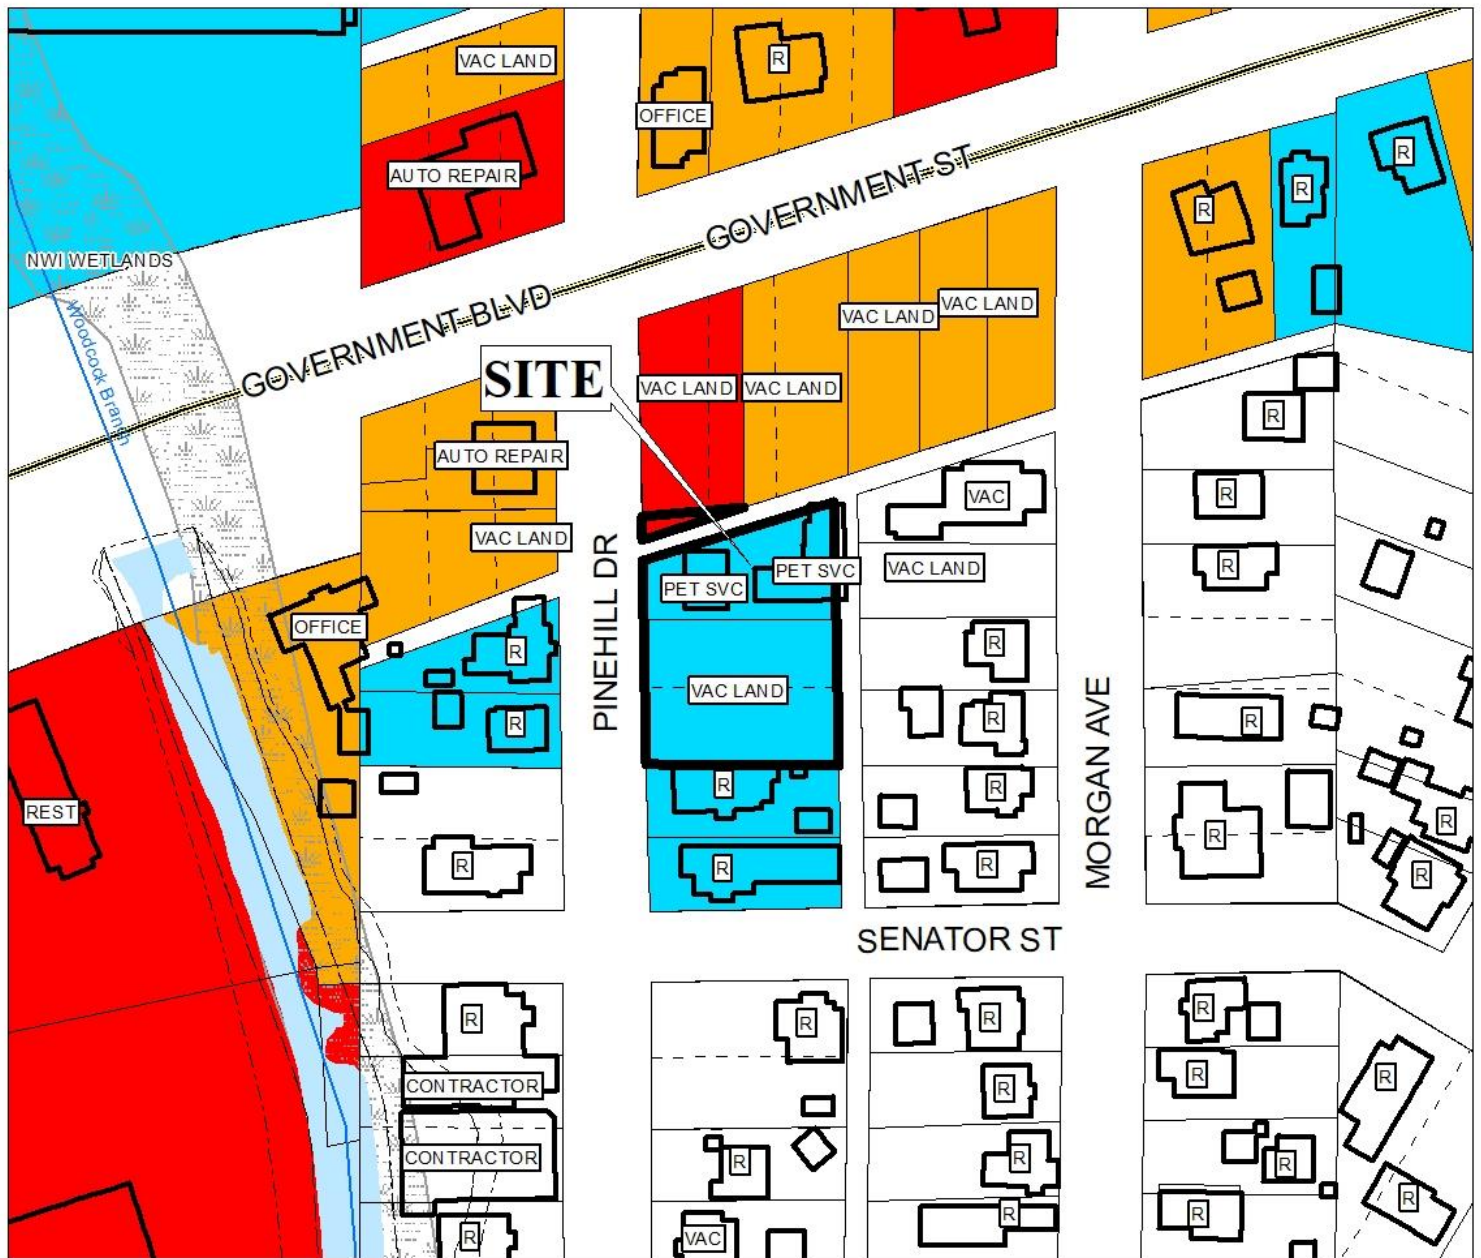 VAC LAND
R
OFFICE
AUTO REPAIR
R
R
R
GOVERNMENT ST
NWI WETLANDS
Woodcock Branch
GOVERNMENT BLVD
VAC LAND
VAC LAND
SITE
VAC LAND
VAC LAND
R
AUTO REPAIR
R
VAC
VAC LAND
R
PET SVC
VAC LAND
PET SVC
OFFICE
PINEHILL DR
R
R
VAC LAND
R
R
R
MORGAN AVE
R
R
REST
R
R
R
R
R
R
R
SENATOR ST
R
R
R
R
R
R
R
CONTRACTOR
R
R
R
CONTRACTOR
R
R
R
R
VAC